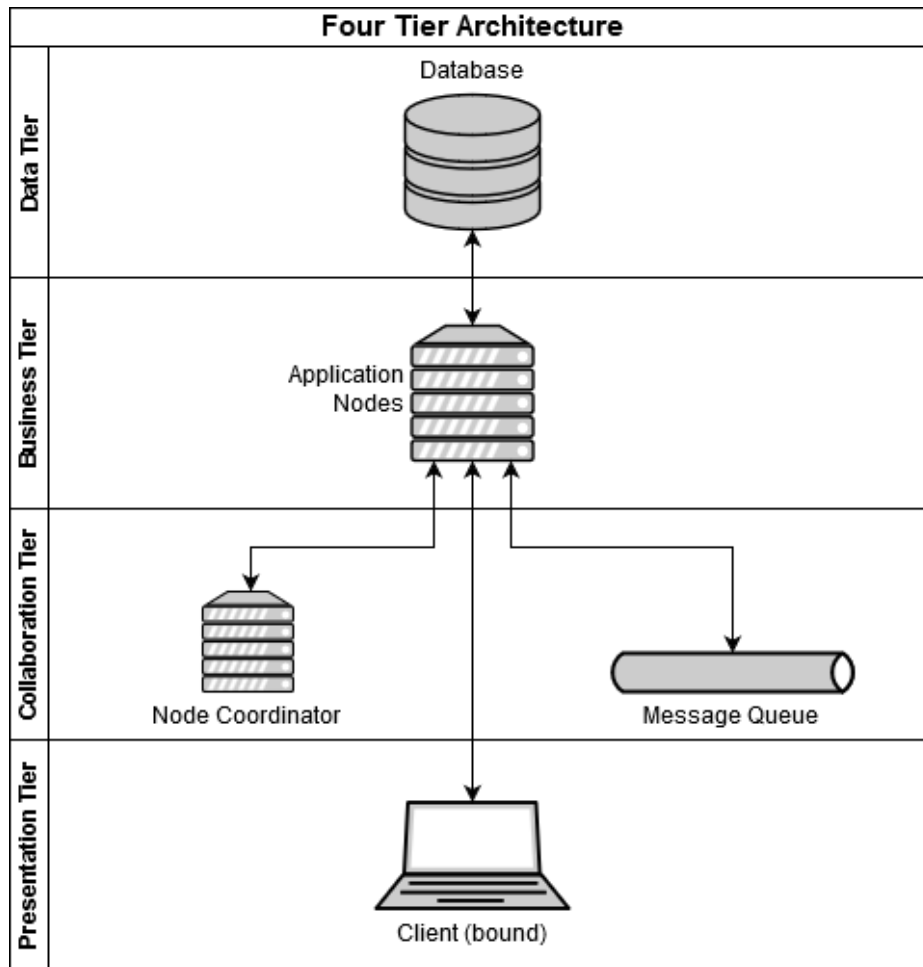 Four Tier Architecture
Data Tier
Database
Business Tier
Application
Nodes
Collaboration Tier
Node Coordinator
Message Queue
Presentation Tier
Client (bound)